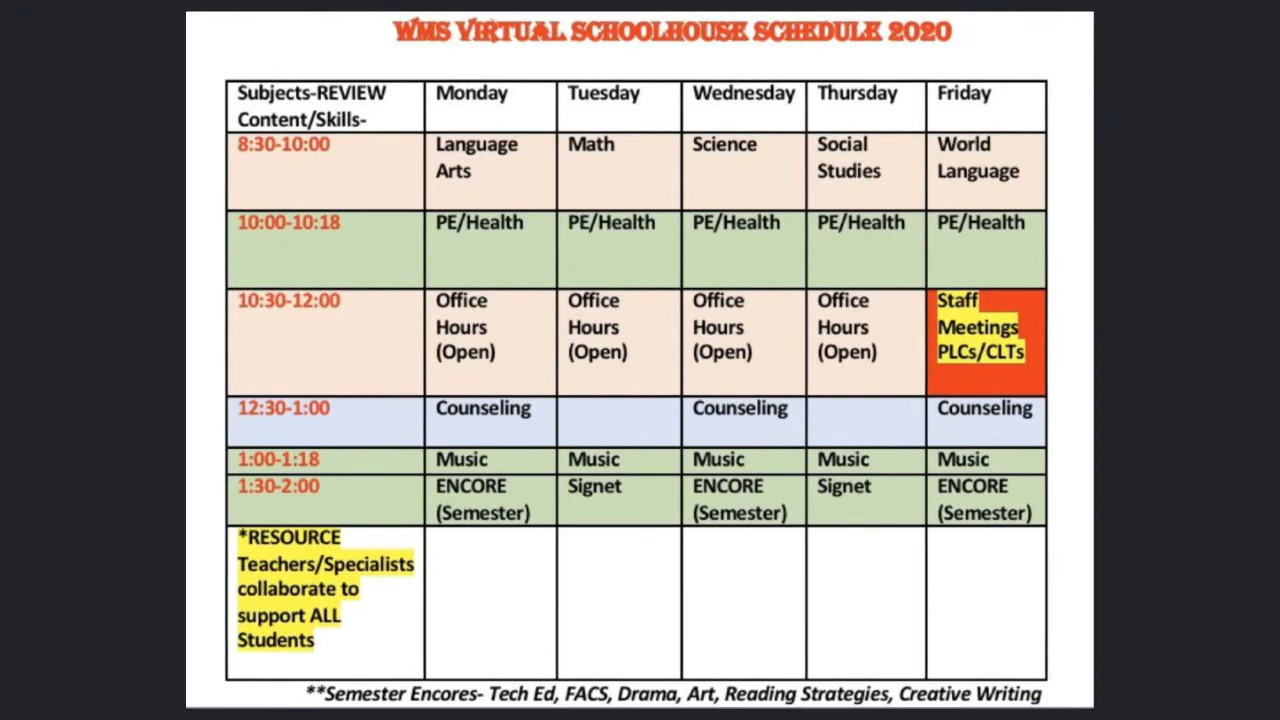 WMS VIRTUAL SCHOOLHOUSE SCHEDULE 2020
Subjects-REVIEW Content/Skills- Monday Tuesday Wednesday Thursday Friday
8:30-10:00 Language Arts Math Science Social Studies World Language
10:00-10:18 PE/Health PE/Health PE/Health PE/Health PE/Health
10:30-12:00 Office Hours (Open) Office Hours (Open) Office Hours (Open) Office Hours (Open) Staff Meetings PLCs/CLTs
12:30-1:00 Counseling Counseling Counseling
1:00-1:18 Music Music Music Music Music
1:30-2:00 ENCORE (Semester) Signet ENCORE (Semester) Signet ENCORE (Semester)
*RESOURCE
Teachers/Specialists
collaborate to
support ALL
Students
**Semester Encores- Tech Ed, FACS, Drama, Art, Reading Strategies, Creative Writing